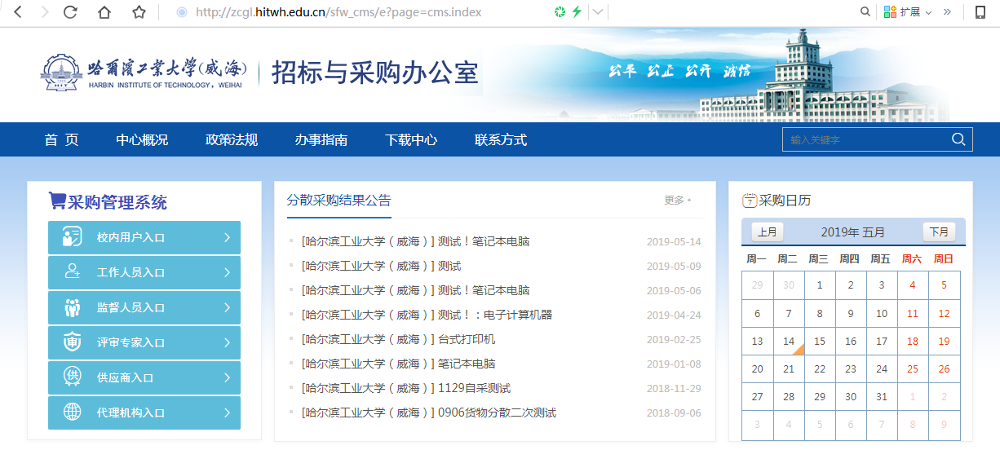 http://zcgl.hitwh.edu.cn/sfw_cms/e?page=cms.index
扩展
哈尔滨工业大学(威海)
HARBIN INSTITUTE OF TECHNOLOGY, WEIHAI
HIT
招标与采购办公室
公平 公正 公开 诚信
首 页 中心概况 政策法规 办事指南 下载中心 联系方式 输入关键字
采购管理系统
校内用户入口
工作人员入口
监督人员入口
审 评审专家入口
供 供应商入口
代理机构入口
分散采购结果公告 更多
[哈尔滨工业大学（威海）] 测试！笔记本电脑 2019-05-14
[哈尔滨工业大学（威海）] 测试 2019-05-09
[哈尔滨工业大学（威海）] 测试！笔记本电脑 2019-05-06
[哈尔滨工业大学（威海）] 测试！：电子计算机器 2019-04-24
[哈尔滨工业大学（威海）] 台式打印机 2019-02-25
[哈尔滨工业大学（威海）] 笔记本电脑 2019-01-08
[哈尔滨工业大学（威海）] 1129自采测试 2018-11-29
[哈尔滨工业大学（威海）] 0906货物分散二次测试 2018-09-06
7 采购日历
上月 2019年 五月 下月
周一 周二 周三 周四 周五 周六 周日
29 30 1 2 3 4 5
6 7 8 9 10 11 12
13 14 15 16 17 18 19
20 21 22 23 24 25 26
27 28 29 30 31 1 2
3 4 5 6 7 8 9